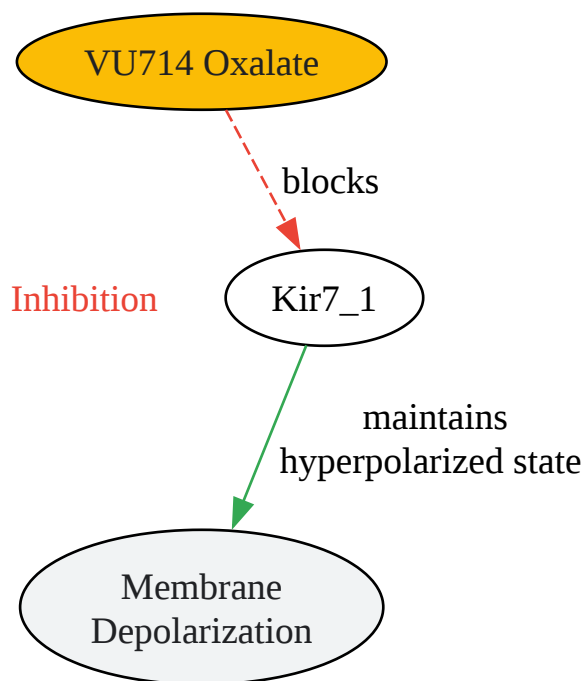 VU714 Oxalate
blocks
Inhibition
Kir7_1
maintains
hyperpolarized state
Membrane
Depolarization